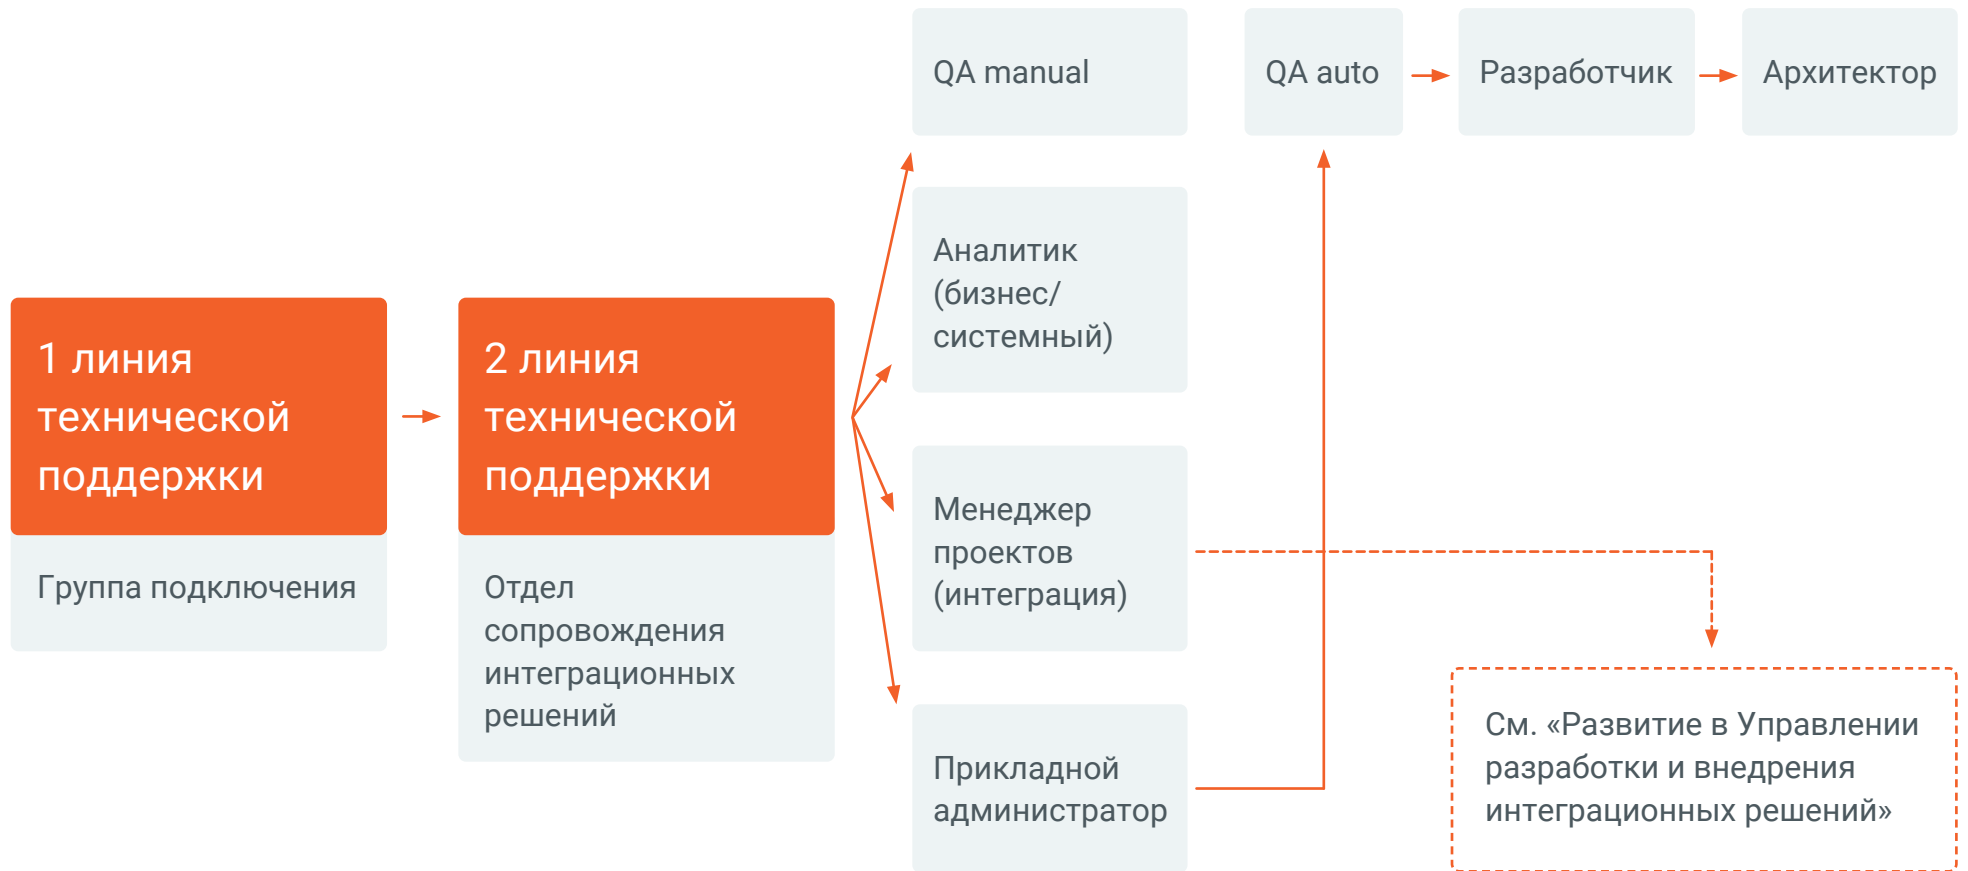 QA manual
QA auto
Разработчик
Архитектор
Аналитик
(бизнес/
системный)
1 линия
технической
поддержки
Группа подключения
2 линия
технической
поддержки
Отдел
сопровождения
интеграционных
решений
Менеджер
проектов
(интеграция)
Прикладной
администратор
См. «Развитие в Управлении
разработки и внедрения
интеграционных решений»